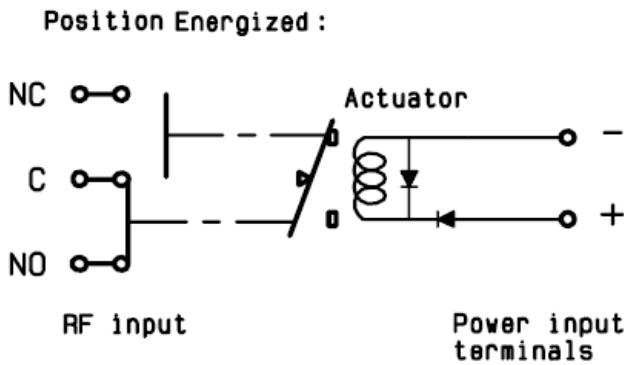 Position Energized :
NC
Actuator
-
C
+
NO
RF input
Power input
terminals